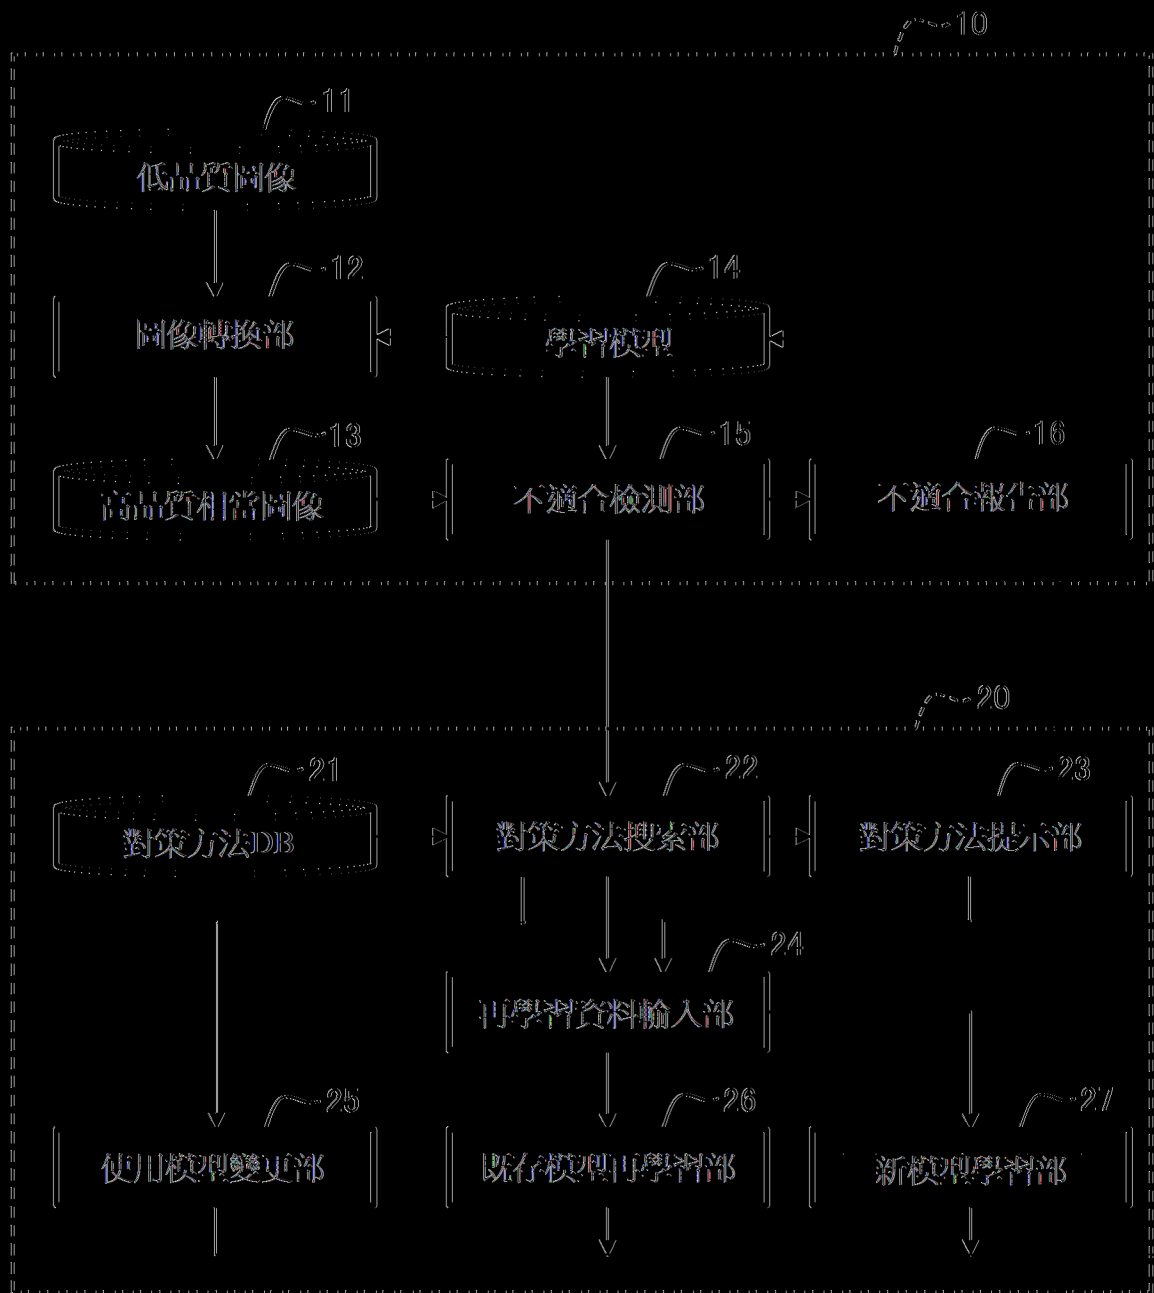 10
11
低品質圖像
12
圖像轉換部
14
學習模型
13
高品質相當圖像
15
不適合檢測部
16
不適合報告部
20
21
對策方法DB
22
對策方法搜索部
23
對策方法提示部
24
再學習資料輸入部
25
使用模型變更部
26
既存模型再學習部
27
新模型學習部